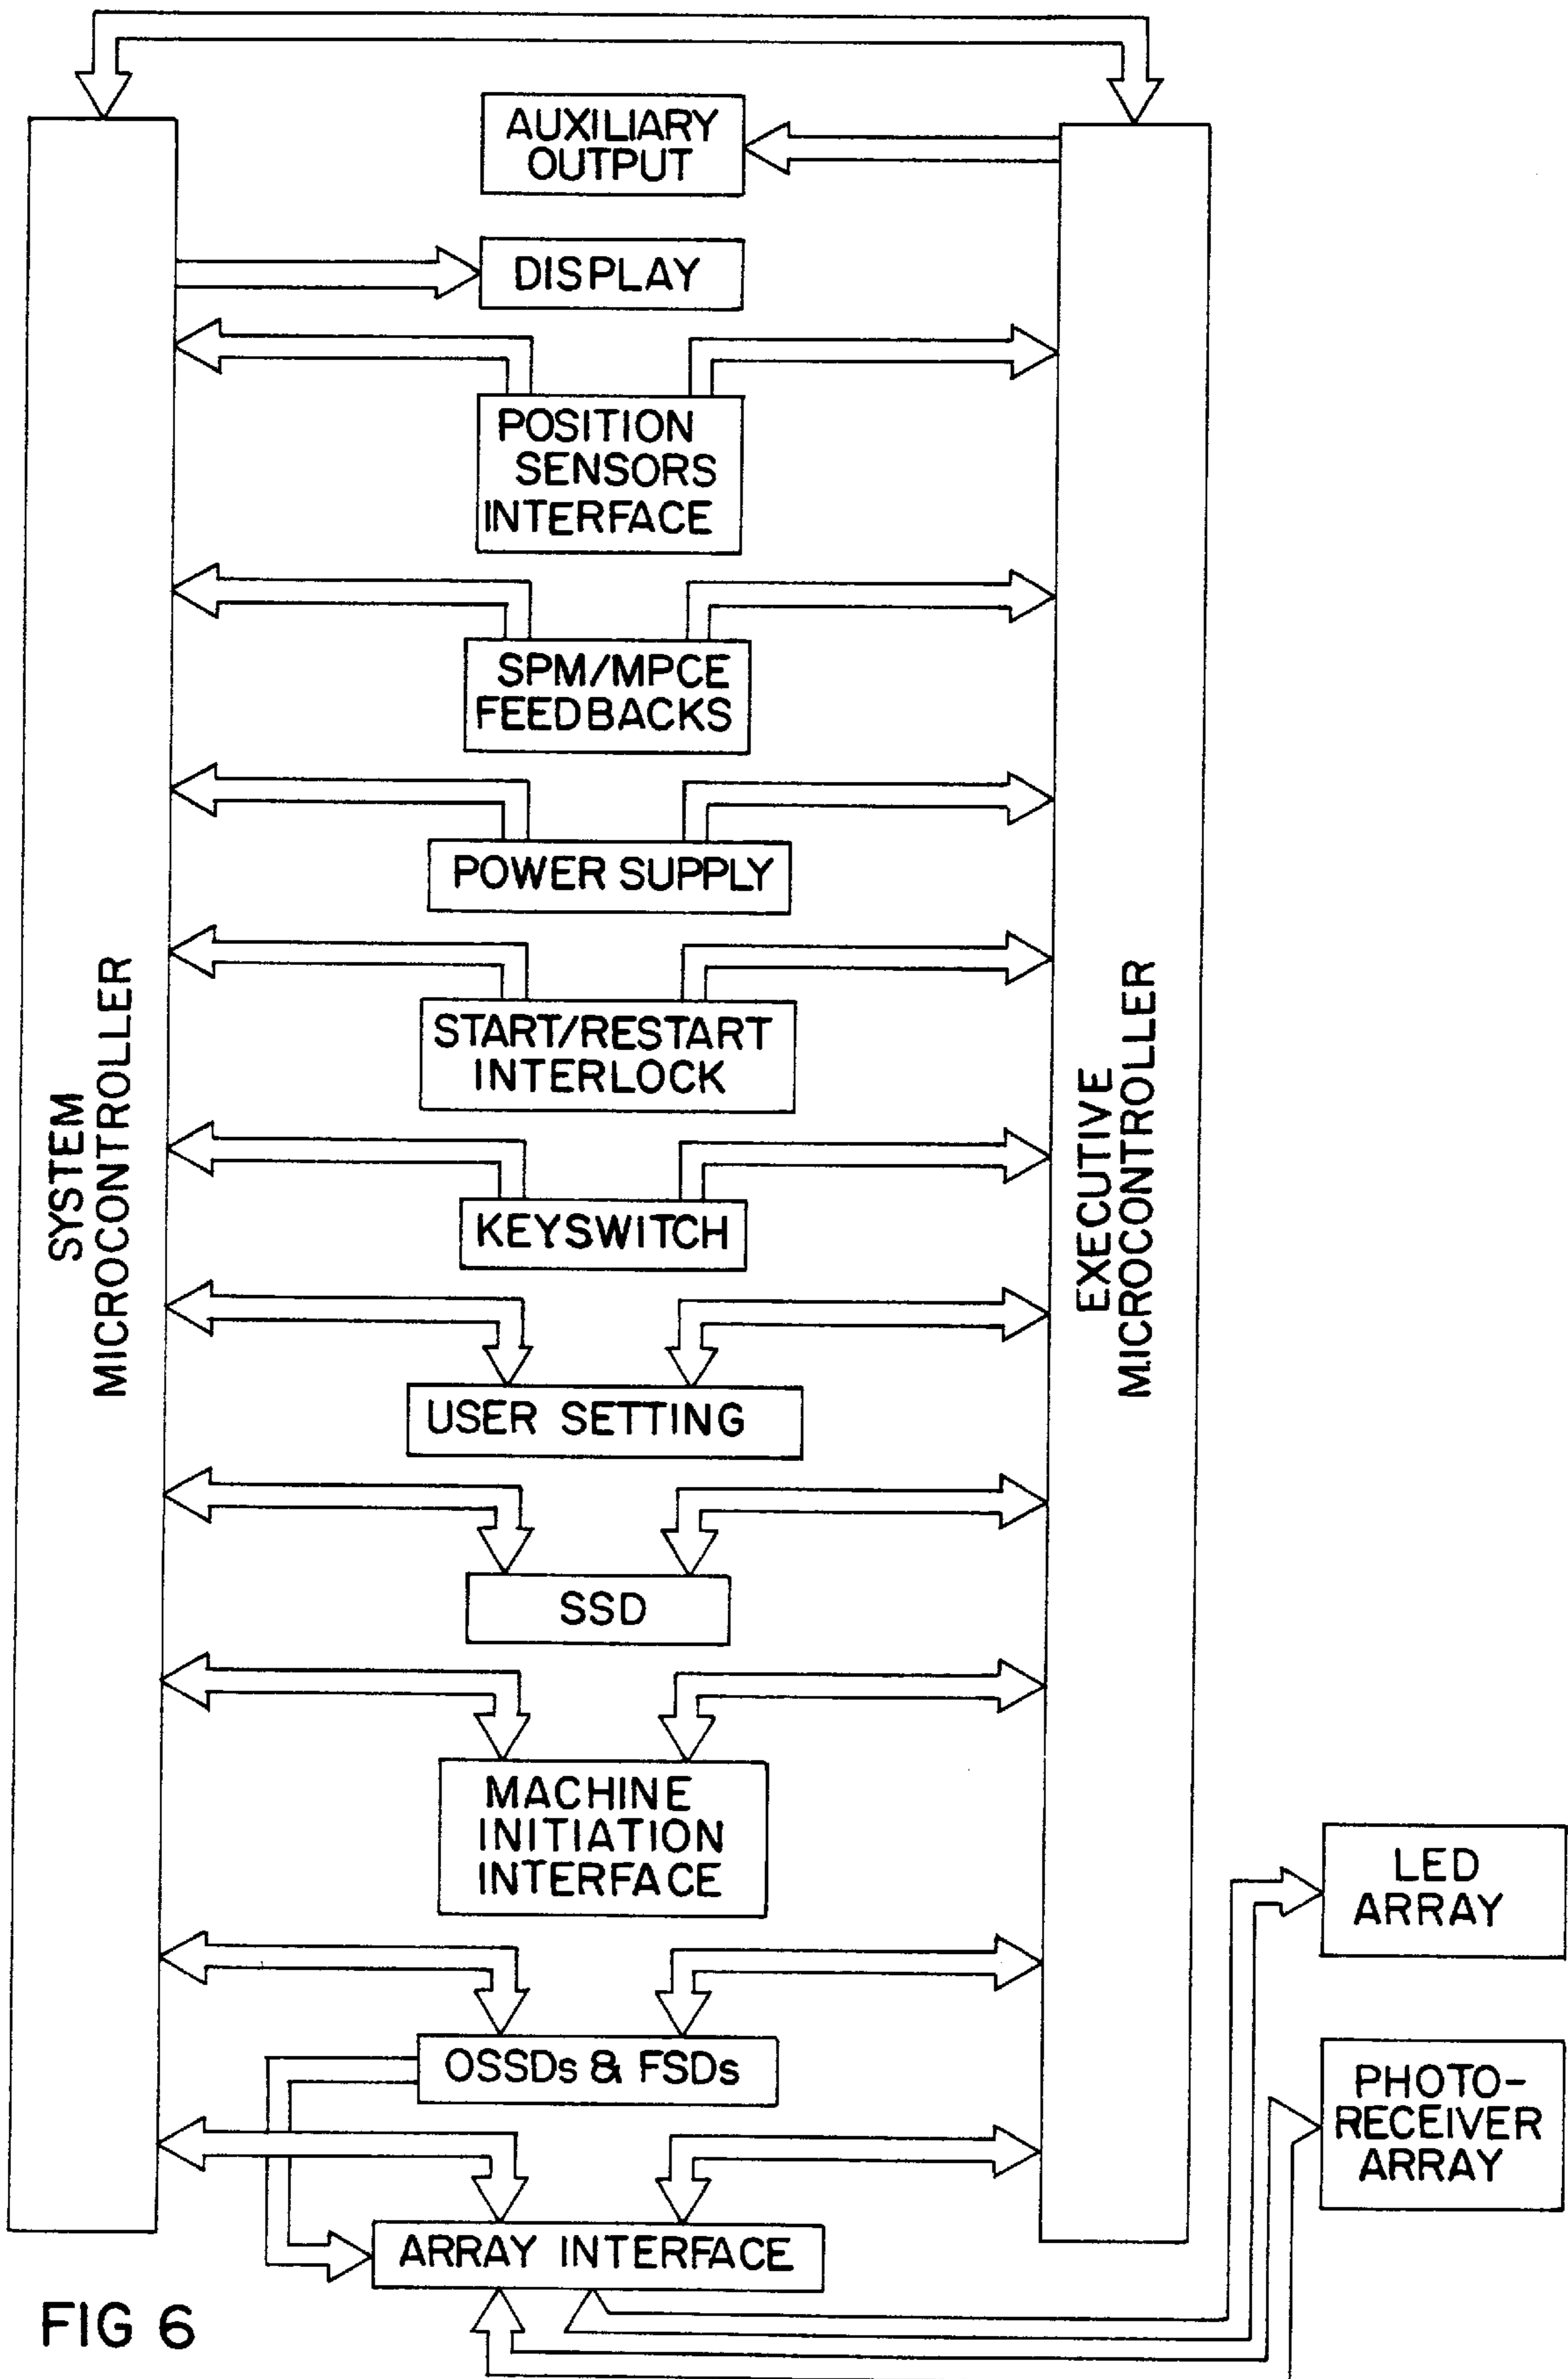 AUXILIARY
OUTPUT
DISPLAY
POSITION
SENSORS
INTERFACE
SPM/MPCE
FEEDBACKS
POWER SUPPLY
START/RESTART
INTERLOCK
KEYSWITCH
USER SETTING
SSD
MACHINE
INITIATION
INTERFACE
OSSDs & FSDs
ARRAY INTERFACE
SYSTEM
MICROCONTROLLER
EXECUTIVE
MICROCONTROLLER
LED
ARRAY
PHOTO-
RECEIVER
ARRAY
FIG 6